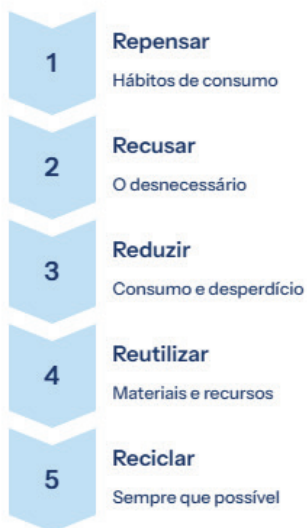 1
Repensar
Hábitos de consumo
2
Recusar
O desnecessário
3
Reduzir
Consumo e desperdício
4
Reutilizar
Materiais e recursos
5
Reciclar
Sempre que possível